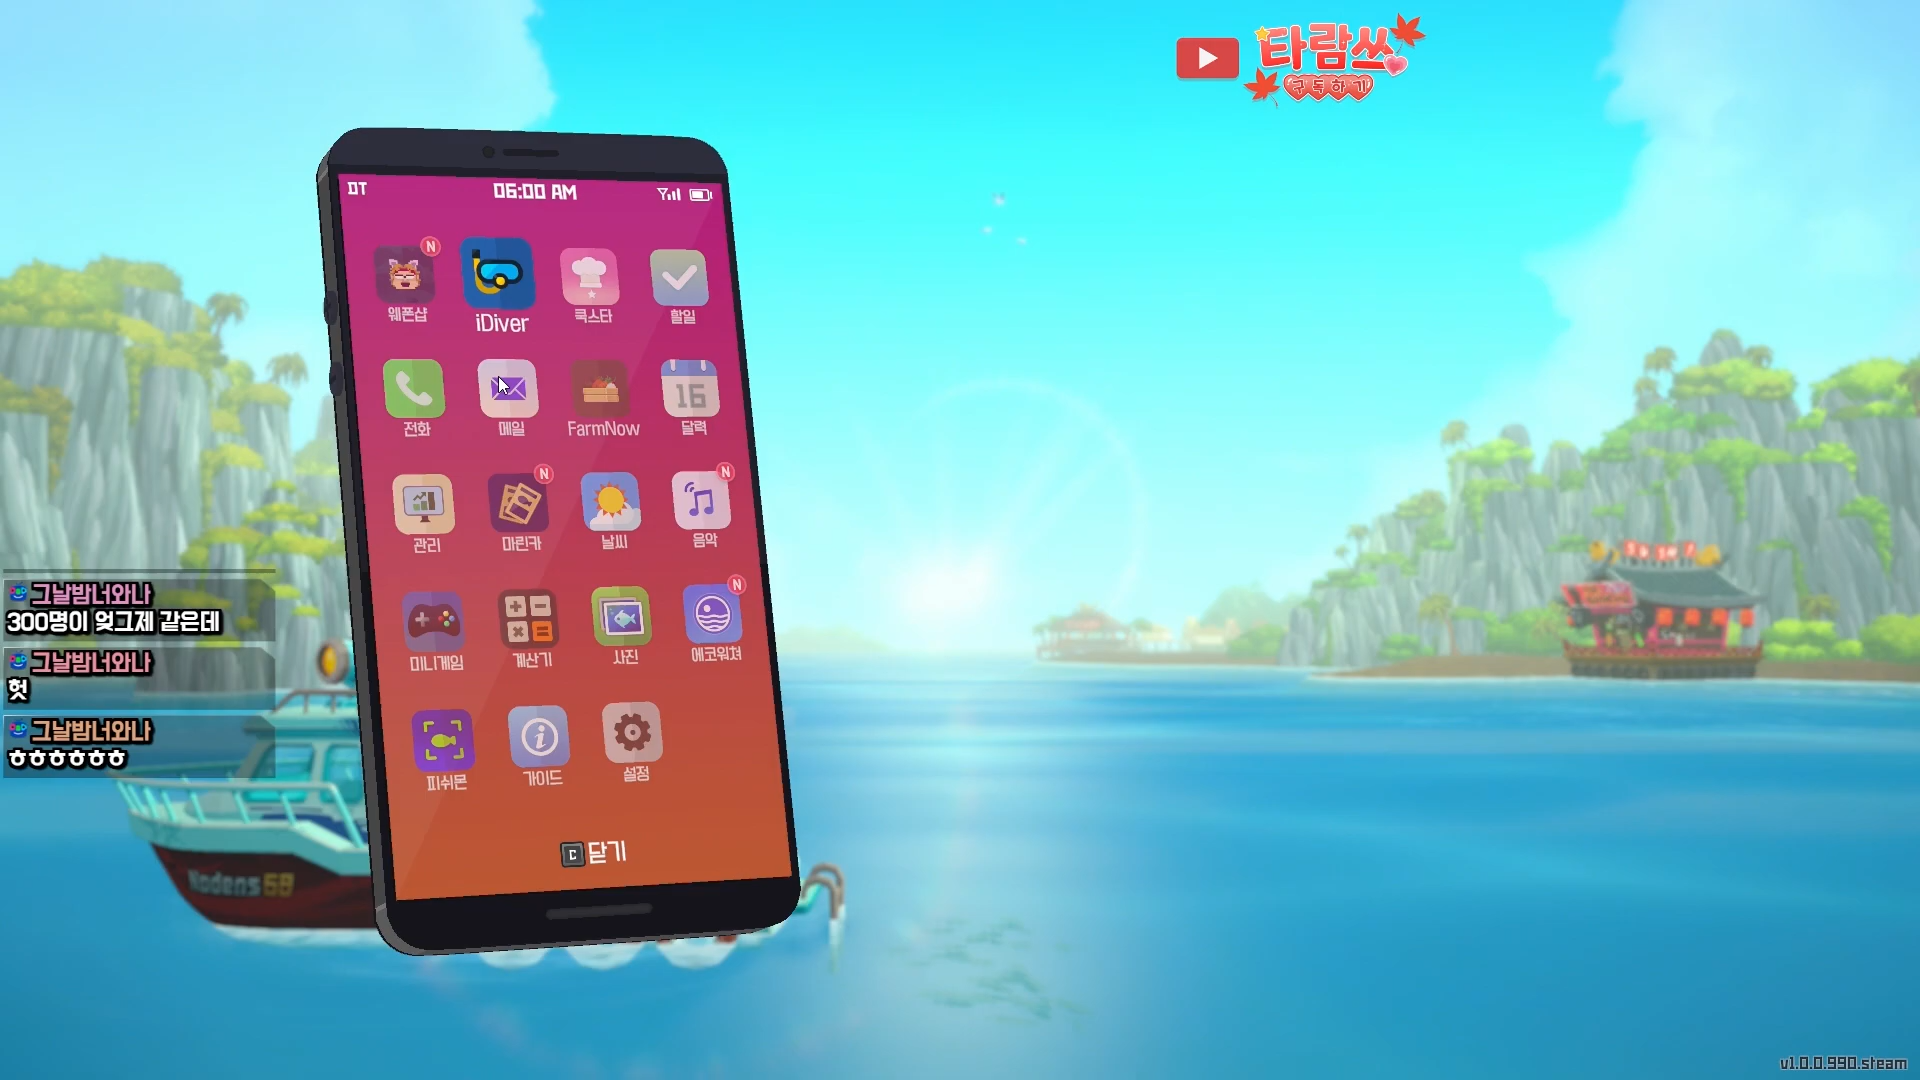 타람쓰
구독하기
DT
06:00 AM
N
웨폰샵
iDiver
쿡스타
할일
전화
메일
FarmNow
16
달력
N
N
관리
마린카
날씨
음악
N
미니게임
계산기
사진
에코워쳐
피쉬몬
가이드
설정
C 닫기
그날밤너와나
300명이 엊그제 같은데
그날밤너와나
헛
그날밤너와나
ㅎㅎㅎㅎㅎㅎ
Nodens68
v1.0.0.990.steam